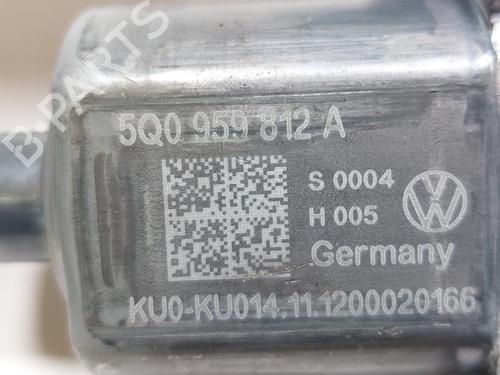 B-PARTS
5Q0 959 812 A
S 0004
H 005
Germany
KU0-KU014.11.1200020166